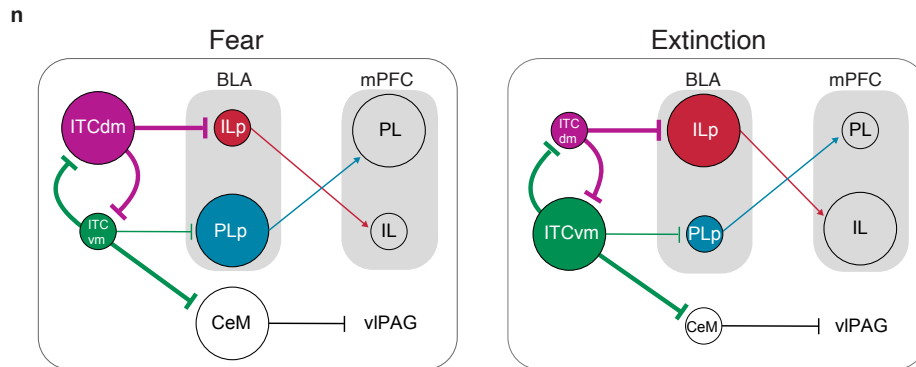 n
Fear
BLA
mPFC
ITCdm
ILp
PL
ITC
vm
PLp
IL
CeM
vlPAG
Extinction
BLA
mPFC
ITC
dm
ILp
PL
ITCvm
PLp
IL
CeM
vlPAG